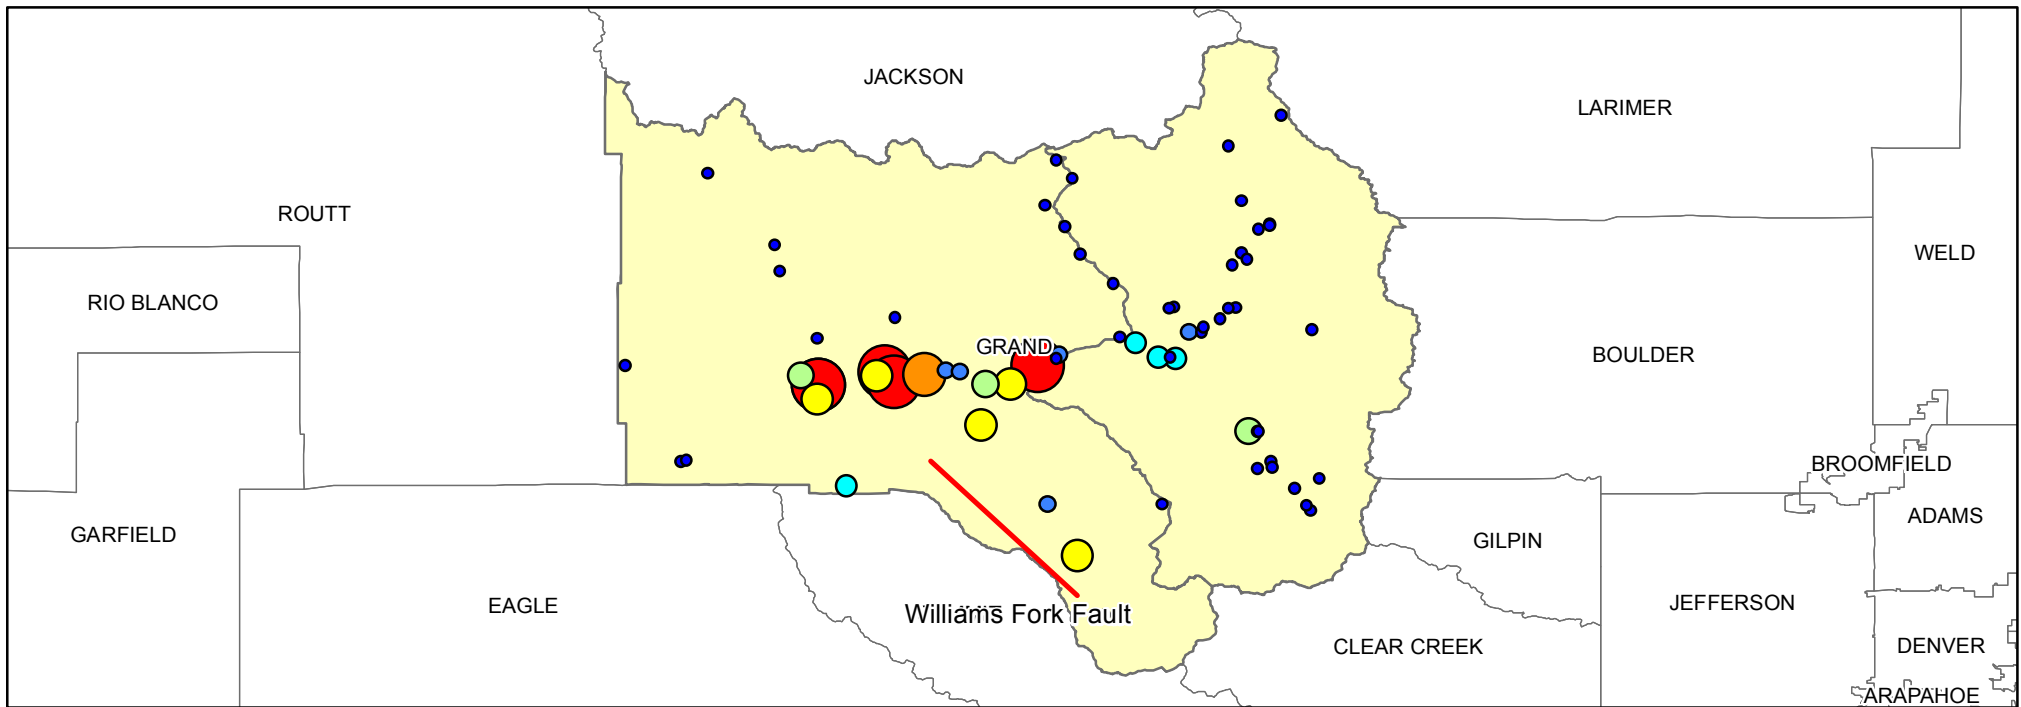 JACKSON
LARIMER
ROUTT
WELD
RIO BLANCO
GRAND
BOULDER
BROOMFIELD
ADAMS
GARFIELD
GILPIN
EAGLE
JEFFERSON
Williams Fork Fault
CLEAR CREEK
DENVER
ARAPAHOE